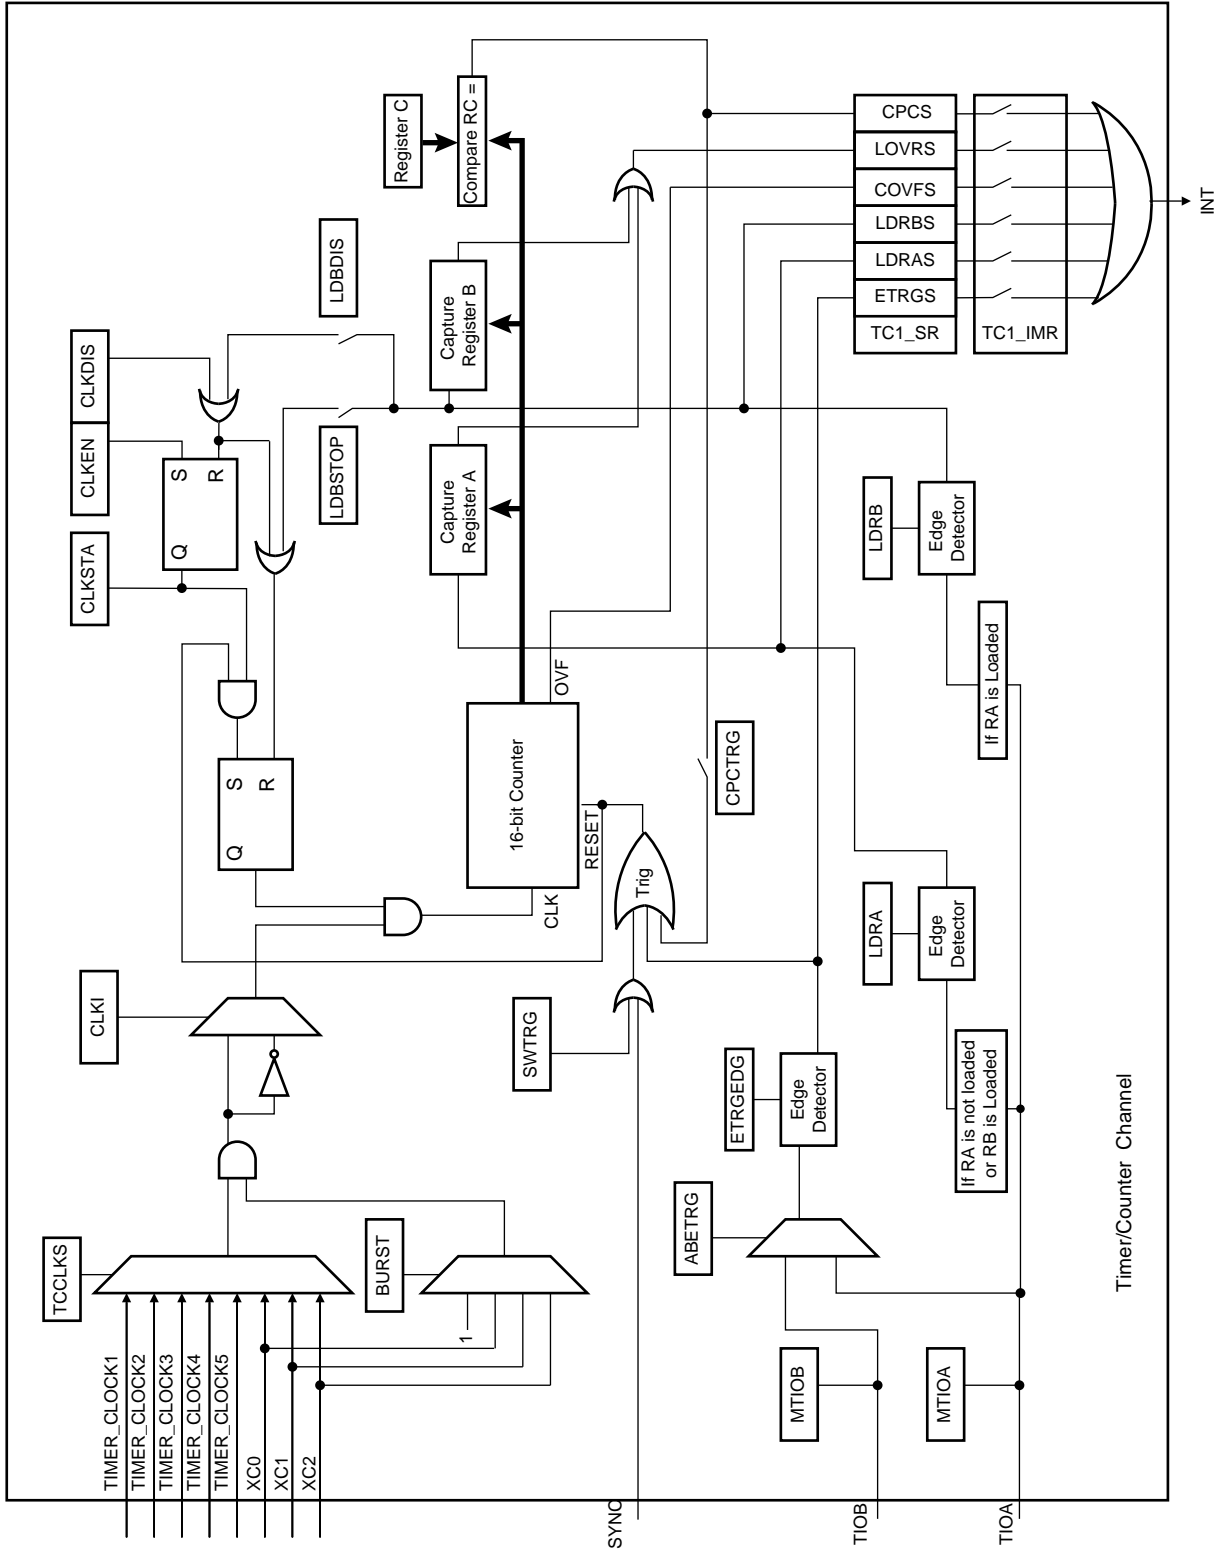 TCCLKS
TIMER_CLOCK1
TIMER_CLOCK2
TIMER_CLOCK3
TIMER_CLOCK4
TIMER_CLOCK5
XC0
XC1
XC2
BURST
1
CLKI
CLKSTA
CLKEN
CLKDIS
Q
S
R
Q
S
R
LDBSTOP
LDBDIS
Register C
Capture
Register A
Capture
Register B
Compare RC =
16-bit Counter
CLK
OVF
RESET
SWTRG
Trig
SYNC
CPCTRG
MTIOB
TIOB
ABETRG
ETRGEDG
Edge
Detector
MTIOA
TIOA
LDRA
Edge
Detector
If RA is not loaded
or RB is Loaded
LDRB
Edge
Detector
If RA is Loaded
CPCS
LOVRS
COVFS
LDRBS
LDRAS
ETRGS
TC1_SR
TC1_IMR
INT
Timer/Counter Channel